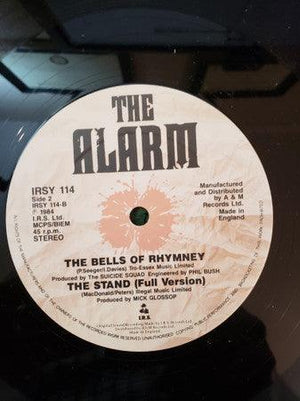 THE
ALARM
IRSY 114
Side 2
IRSY 114-B
℗ 1984
I.R.S. Ltd.
MCPS/BIEM
45 r.p.m.
STEREO
Manufactured
and Distributed
by A & M
Records Ltd.
Made in
England
THE BELLS OF RHYMNEY
(P.Seeger/I.Davies) Tro-Essex Music Limited
Produced by The SUICIDE SQUAD Engineered by PHIL BUSH
THE STAND (Full Version)
(MacDonald/Peters) Illegal Music Limited
Produced by MICK GLOSSOP
I.R.S.